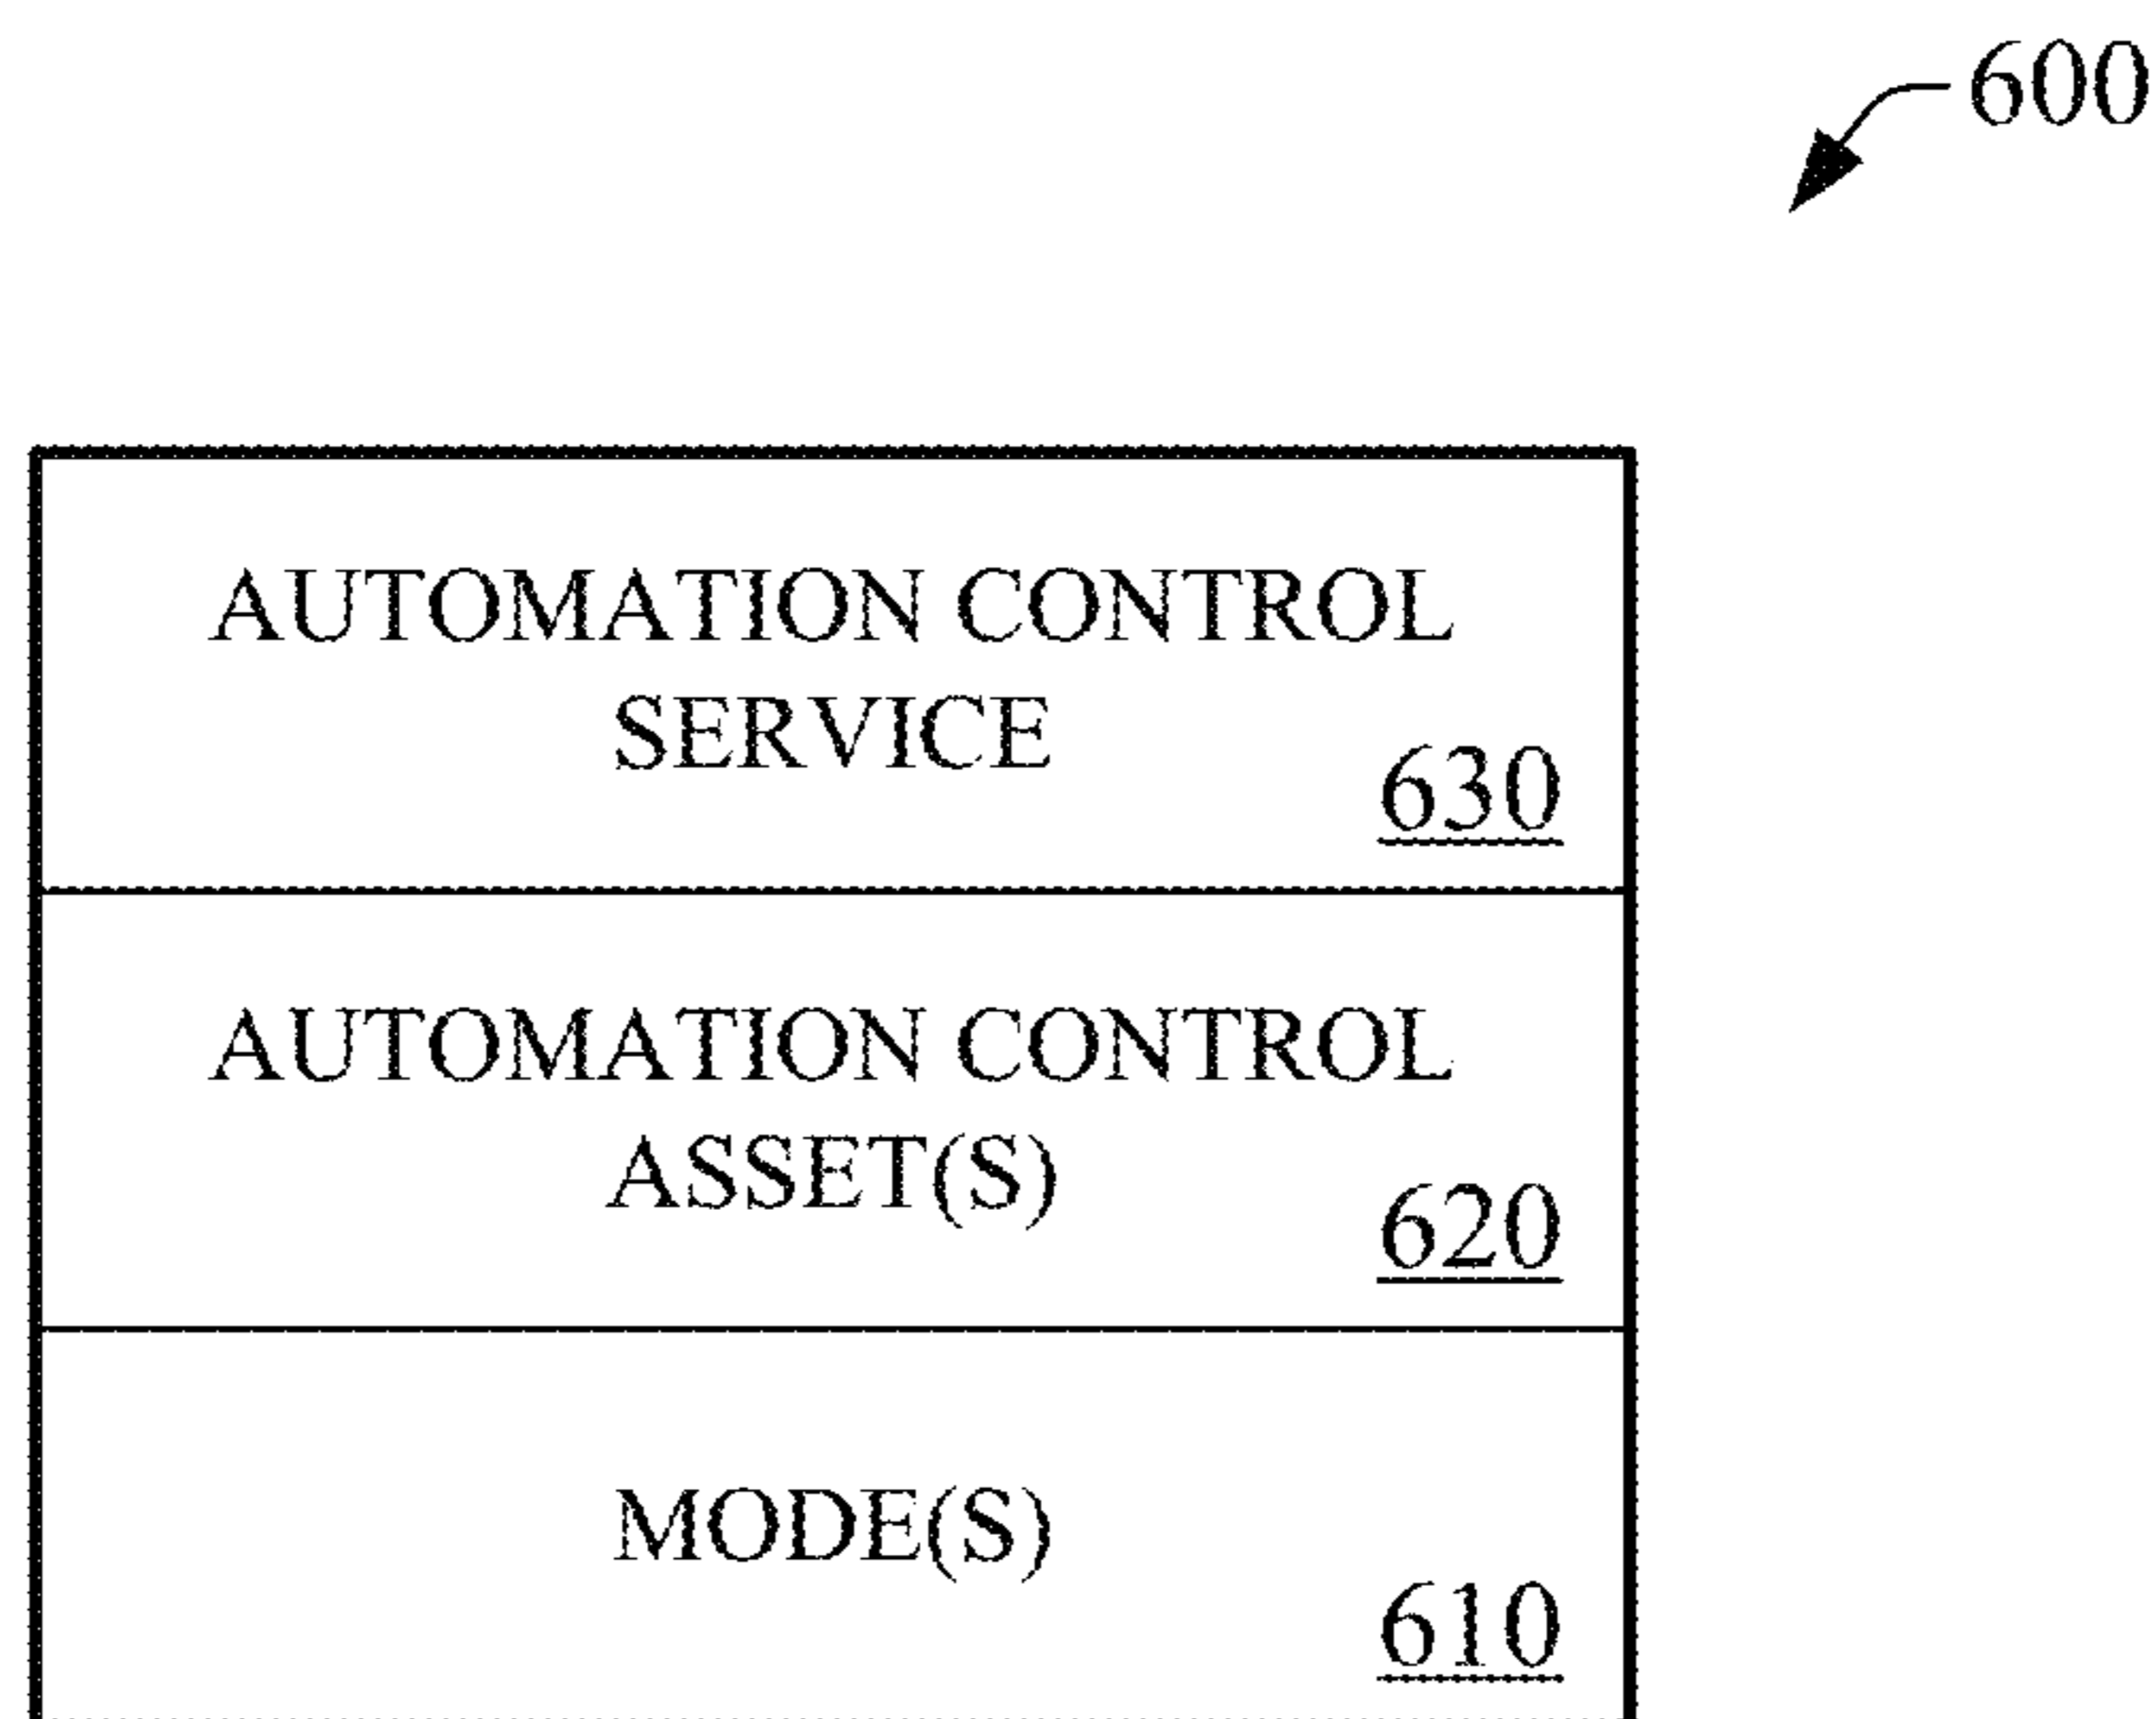 600
AUTOMATION CONTROL
SERVICE
630
AUTOMATION CONTROL
ASSET(S)
620
MODE(S)
610